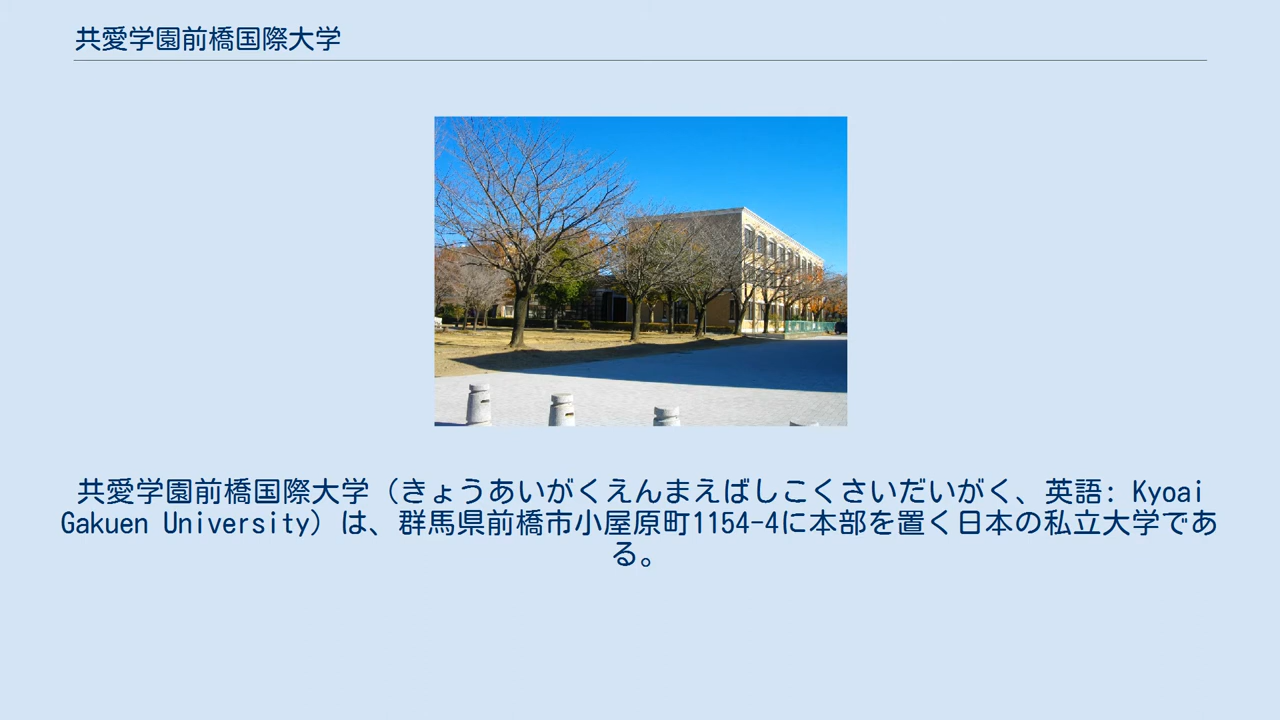 共愛学園前橋国際大学
共愛学園前橋国際大学（きょうあいがくえんまえばしこくさいだいがく、英語: Kyoai
Gakuen University）は、群馬県前橋市小屋原町1154-4に本部を置く日本の私立大学であ
る。